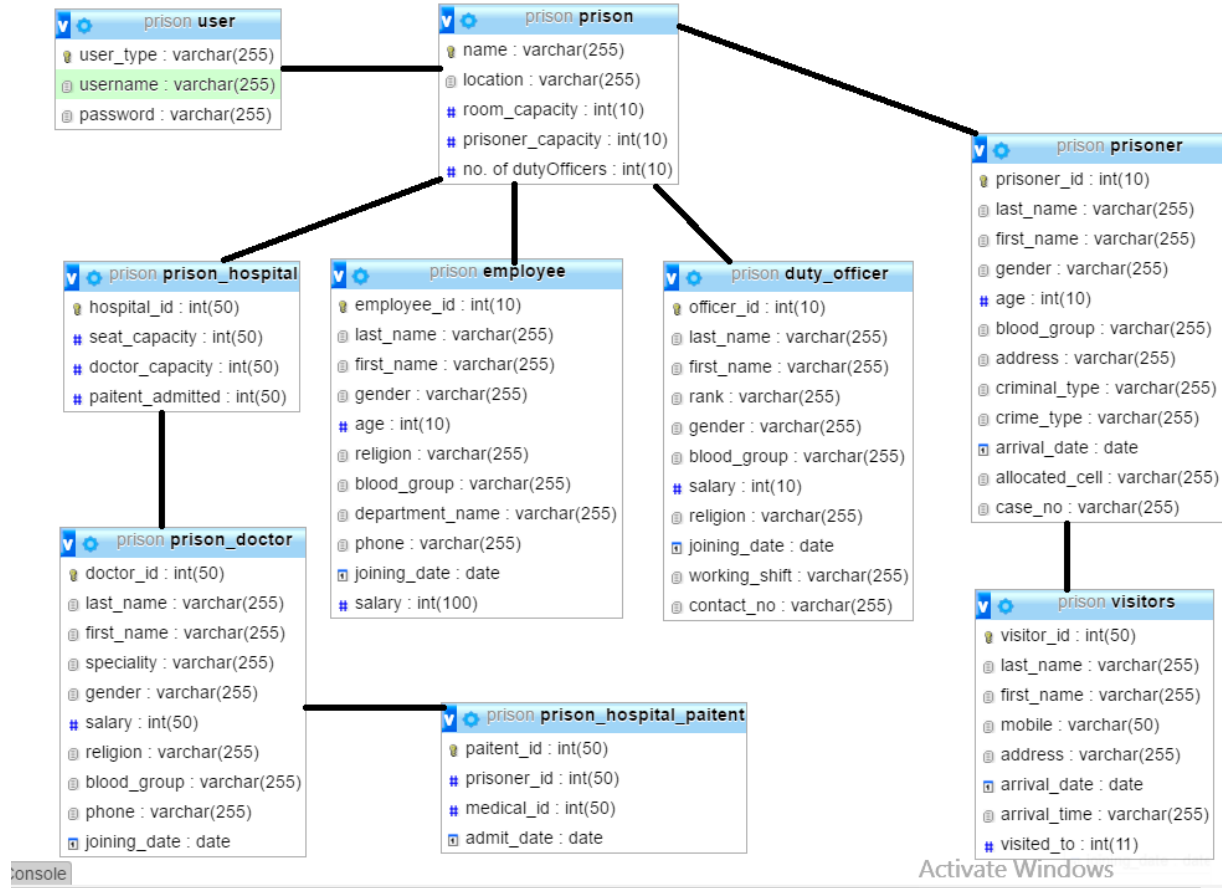 prison user
user_type : varchar(255)
username : varchar(255)
password : varchar(255)
prison prison
name : varchar(255)
location : varchar(255)
room_capacity : int(10)
prisoner_capacity : int(10)
no. of dutyOfficers : int(10)
prison prisoner
prisoner_id : int(10)
last_name : varchar(255)
first_name : varchar(255)
gender : varchar(255)
age : int(10)
blood_group : varchar(255)
address : varchar(255)
criminal_type : varchar(255)
crime_type : varchar(255)
arrival_date : date
allocated_cell : varchar(255)
case_no : varchar(255)
prison prison_hospital
hospital_id : int(50)
seat_capacity : int(50)
doctor_capacity : int(50)
paitent_admitted : int(50)
prison employee
employee_id : int(10)
last_name : varchar(255)
first_name : varchar(255)
gender : varchar(255)
age : int(10)
religion : varchar(255)
blood_group : varchar(255)
department_name : varchar(255)
phone : varchar(255)
joining_date : date
salary : int(100)
prison duty_officer
officer_id : int(10)
last_name : varchar(255)
first_name : varchar(255)
rank : varchar(255)
gender : varchar(255)
blood_group : varchar(255)
salary : int(10)
religion : varchar(255)
joining_date : date
working_shift : varchar(255)
contact_no : varchar(255)
prison prison_doctor
doctor_id : int(50)
last_name : varchar(255)
first_name : varchar(255)
speciality : varchar(255)
gender : varchar(255)
salary : int(50)
religion : varchar(255)
blood_group : varchar(255)
phone : varchar(255)
joining_date : date
prison prison_hospital_paitent
paitent_id : int(50)
prisoner_id : int(50)
medical_id : int(50)
admit_date : date
prison visitors
visitor_id : int(50)
last_name : varchar(255)
first_name : varchar(255)
mobile : varchar(50)
address : varchar(255)
arrival_date : date
arrival_time : varchar(255)
visited_to : int(11)
Console
Activate Windows